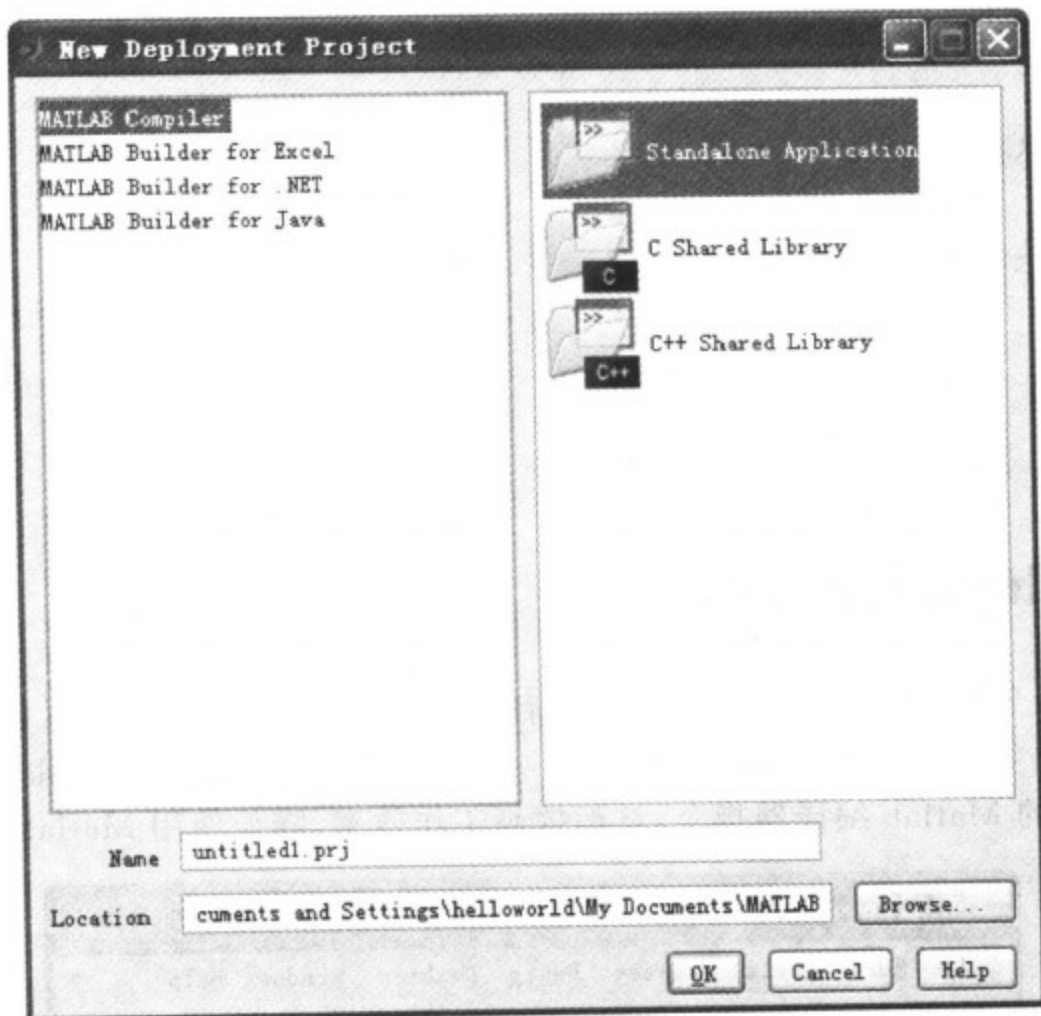 New Deployment Project
MATLAB Compiler
MATLAB Builder for Excel
MATLAB Builder for .NET
MATLAB Builder for Java
>>
Standalone Application
>>
C
C Shared Library
>>
C++
C++ Shared Library
Name
untitled1.prj
Location
cuments and Settings\helloworld\My Documents\MATLAB
Browse...
OK
Cancel
Help